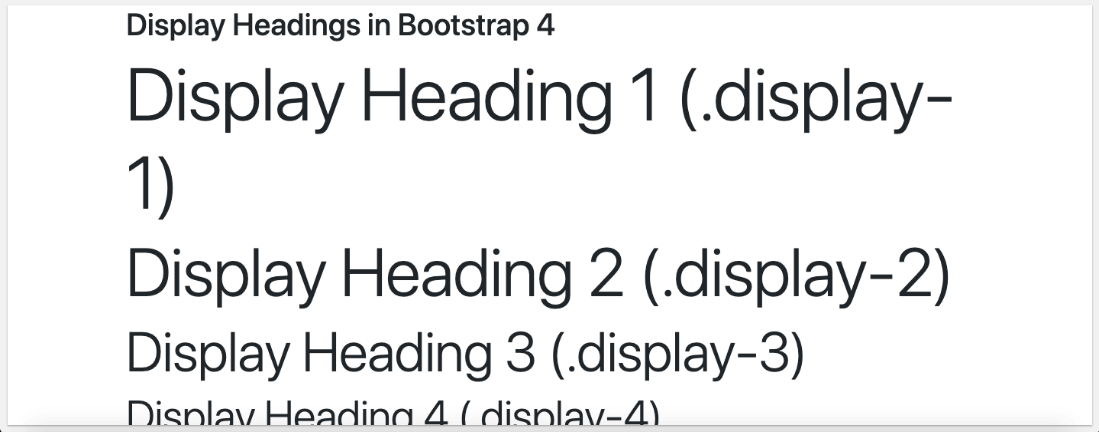 Display Headings in Bootstrap 4
Display Heading 1 (.display-
1)
Display Heading 2 (.display-2)
Display Heading 3 (.display-3)
Display Heading 4 (.display-4)